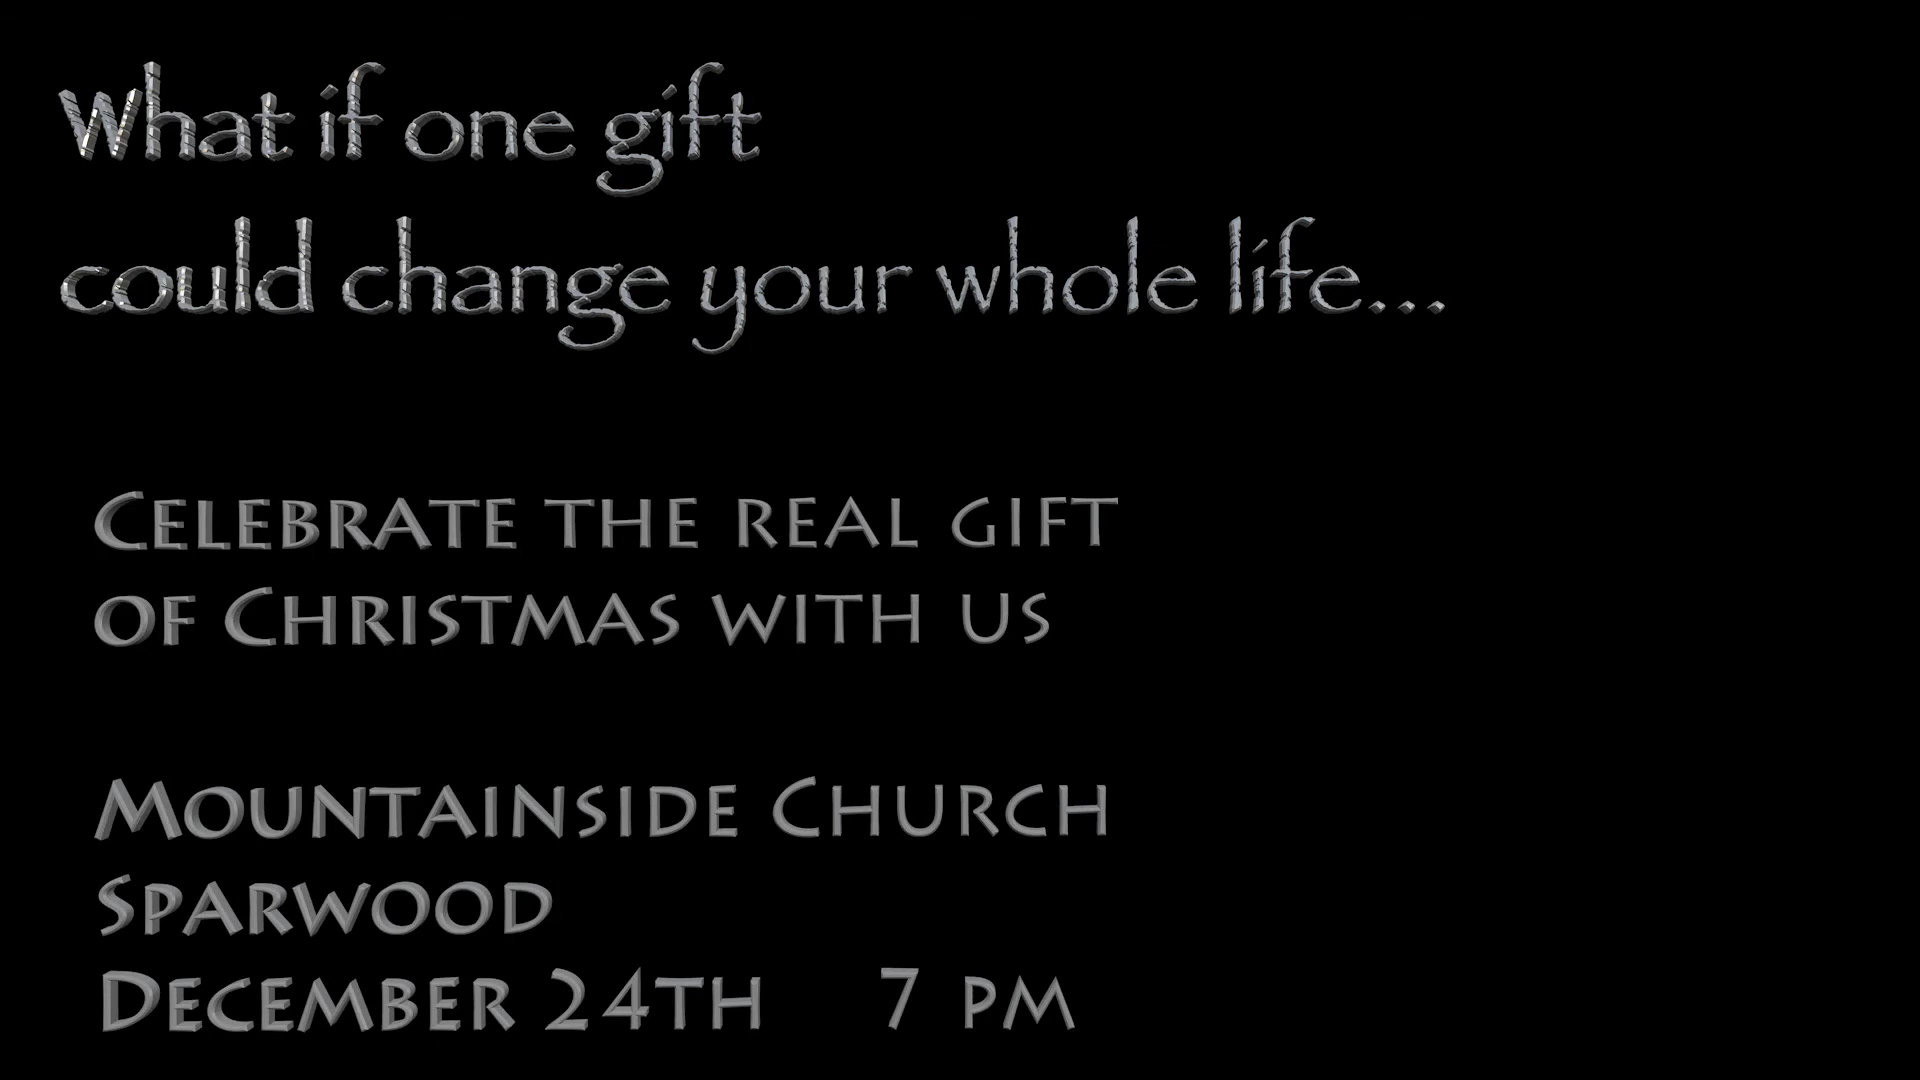 What if one gift
could change your whole life...
Celebrate the real gift
of Christmas with us
Mountainside Church
Sparwood
December 24th 7 pm